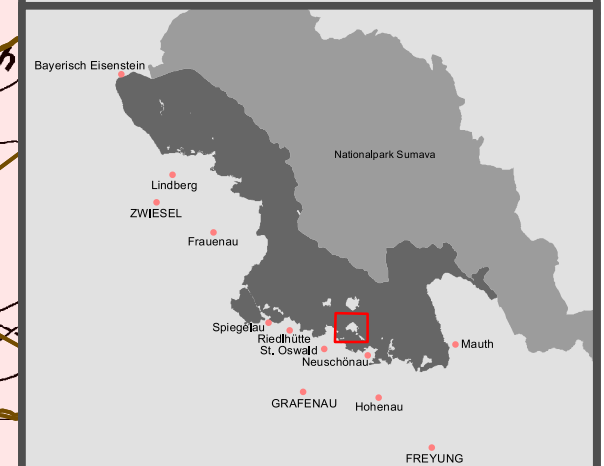 Bayerisch Eisenstein
Nationalpark Sumava
Lindberg
ZWIESEL
Frauenau
Spiegelau
Riedlhütte
St. Oswald
Neuschönau
Mauth
GRAFENAU
Hohenau
FREYUNG